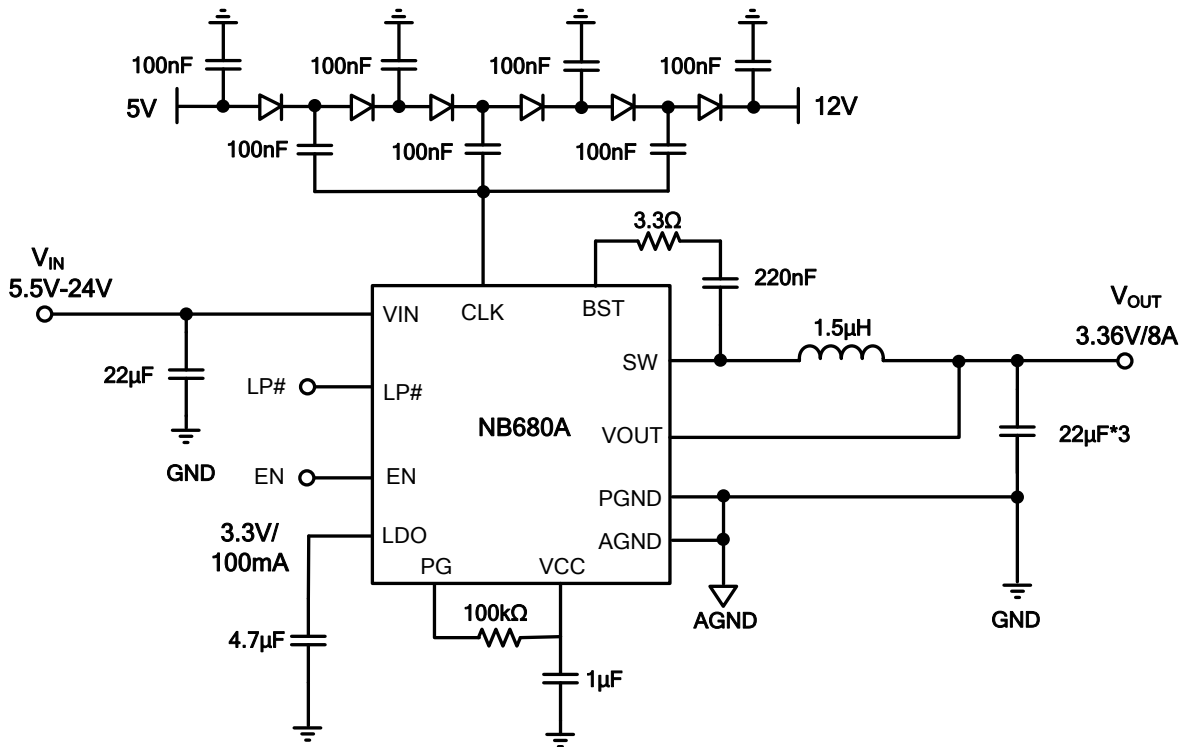 100nF 100nF 100nF 100nF
5V 12V
100nF 100nF 100nF
3.3Ω
V_IN
5.5V-24V
220nF
VIN CLK BST
V_OUT
1.5µH
3.36V/8A
SW
22µF
LP# LP#
NB680A
VOUT 22µF*3
GND
EN EN
PGND
3.3V/
100mA
LDO AGND
PG VCC
100kΩ
AGND GND
4.7µF
1µF